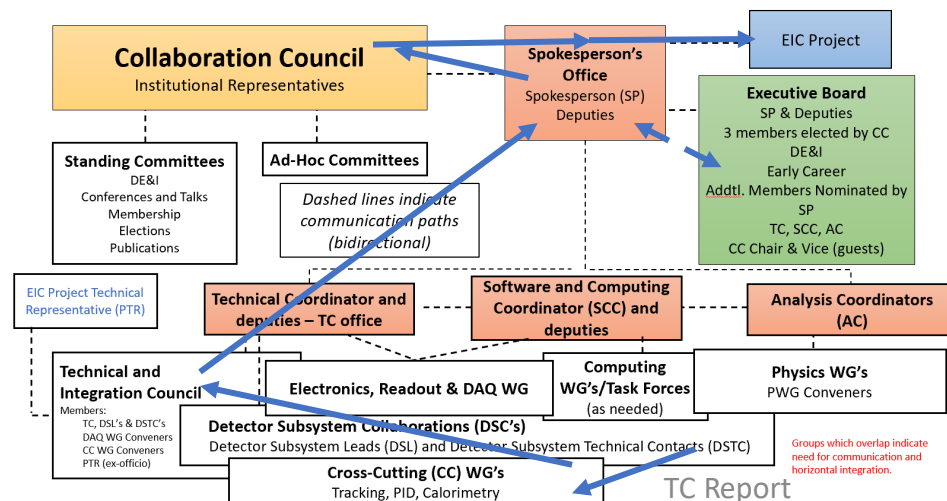 Collaboration Council
Institutional Representatives
Spokesperson's
Office
Spokesperson (SP)
Deputies
EIC Project
Executive Board
SP & Deputies
3 members elected by CC
DE&I
Early Career
Addtl. Members Nominated by
SP
TC, SCC, AC
CC Chair & Vice (guests)
Standing Committees
DE&I
Conferences and Talks
Membership
Elections
Publications
Ad-Hoc Committees
Dashed lines indicate
communication paths
(bidirectional)
EIC Project Technical
Representative (PTR)
Technical Coordinator and
deputies – TC office
Software and Computing
Coordinator (SCC) and
deputies
Analysis Coordinators
(AC)
Technical and
Integration Council
Members:
TC, DSL's & DSTC's
DAQ WG Conveners
CC WG Conveners
PTR (ex-officio)
Electronics, Readout & DAQ WG
Computing
WG's/Task Forces
(as needed)
Physics WG's
PWG Conveners
Detector Subsystem Collaborations (DSC's)
Detector Subsystem Leads (DSL) and Detector Subsystem Technical Contacts (DSTC)
Cross-Cutting (CC) WG's
Tracking, PID, Calorimetry
Groups which overlap indicate
need for communication and
horizontal integration.
TC Report